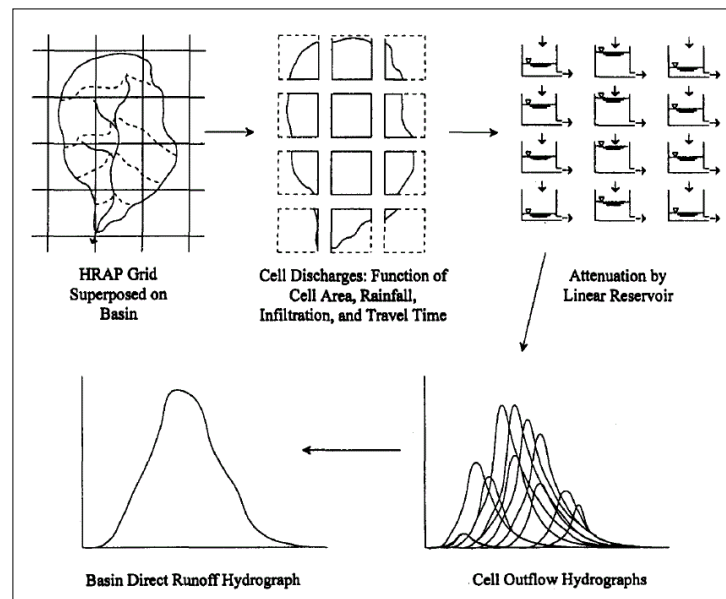 HRAP Grid
Superposed on
Basin
Cell Discharges: Function of
Cell Area, Rainfall,
Infiltration, and Travel Time
Attenuation by
Linear Reservoir
Basin Direct Runoff Hydrograph
Cell Outflow Hydrographs